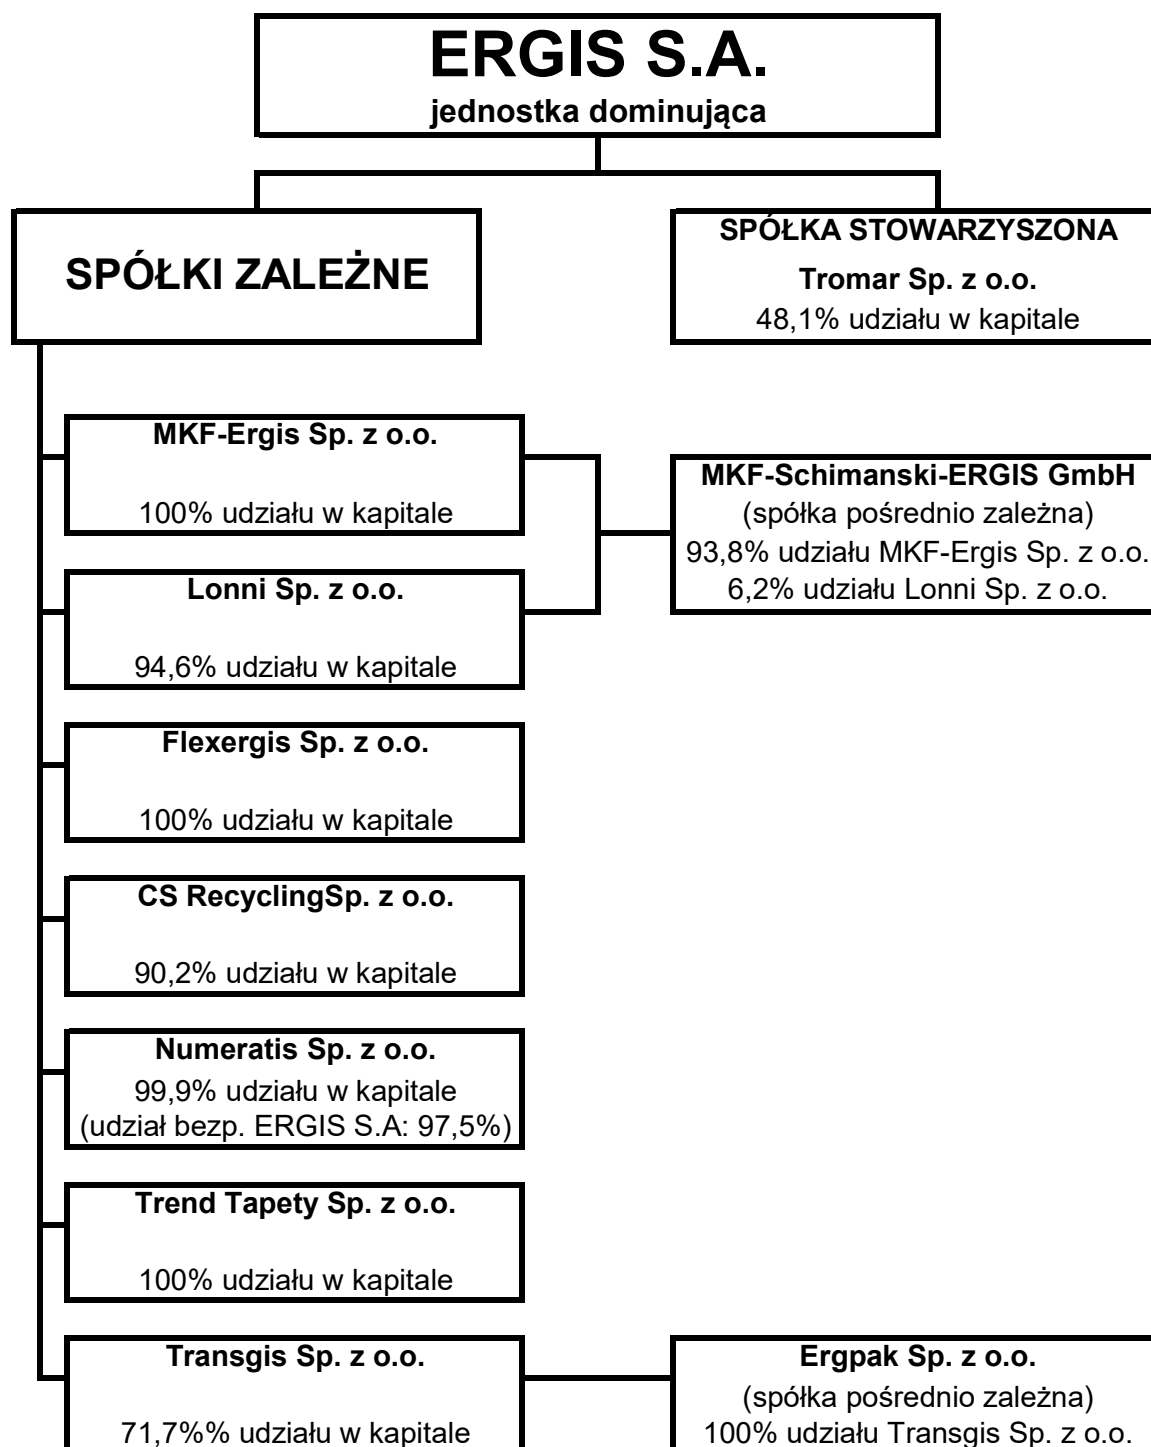 ERGIS S.A.
jednostka dominująca
SPÓŁKI ZALEŻNE
SPÓŁKA STOWARZYSZONA
Tromar Sp. z o.o.
48,1% udziału w kapitale
MKF-Ergis Sp. z o.o.
100% udziału w kapitale
MKF-Schimanski-ERGIS GmbH
(spółka pośrednio zależna)
93,8% udziału MKF-Ergis Sp. z o.o.
6,2% udziału Lonni Sp. z o.o.
Lonni Sp. z o.o.
94,6% udziału w kapitale
Flexergis Sp. z o.o.
100% udziału w kapitale
CS RecyclingSp. z o.o.
90,2% udziału w kapitale
Numeratis Sp. z o.o.
99,9% udziału w kapitale
(udział bezp. ERGIS S.A: 97,5%)
Trend Tapety Sp. z o.o.
100% udziału w kapitale
Transgis Sp. z o.o.
71,7%% udziału w kapitale
Ergpak Sp. z o.o.
(spółka pośrednio zależna)
100% udziału Transgis Sp. z o.o.